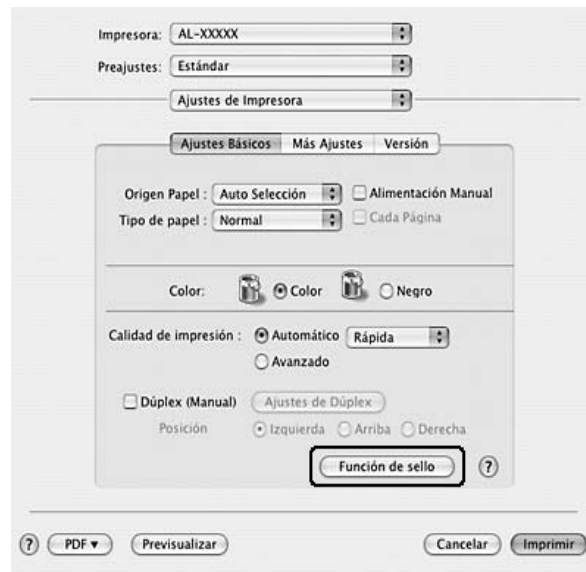 Impresora: AL-XXXXX
Preajustes: Estándar
Ajustes de Impresora
Ajustes Básicos Más Ajustes Versión
Origen Papel : Auto Selección Alimentación Manual
Tipo de papel : Normal Cada Página
Color: Color Negro
Calidad de impresión : Automático Rápida
Avanzado
Dúplex (Manual) Ajustes de Dúplex
Posición Izquierda Arriba Derecha
Función de sello ?
? PDF ▾ Previsualizar Cancelar Imprimir